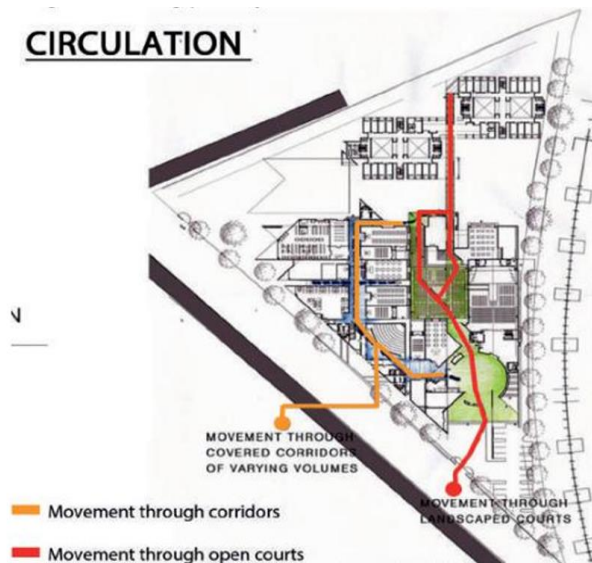 CIRCULATION
N
MOVEMENT THROUGH
COVERED CORRIDORS
OF VARYING VOLUMES
MOVEMENT THROUGH
LANDSCAPED COURTS
Movement through corridors
Movement through open courts